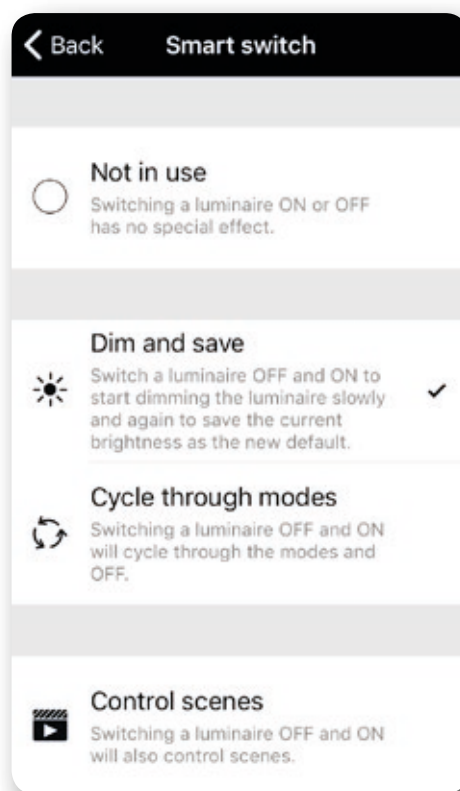 Back Smart switch
Not in use
Switching a luminaire ON or OFF
has no special effect.
Dim and save
Switch a luminaire OFF and ON to
start dimming the luminaire slowly
and again to save the current
brightness as the new default.
Cycle through modes
Switching a luminaire OFF and ON
will cycle through the modes and
OFF.
Control scenes
Switching a luminaire OFF and ON
will also control scenes.